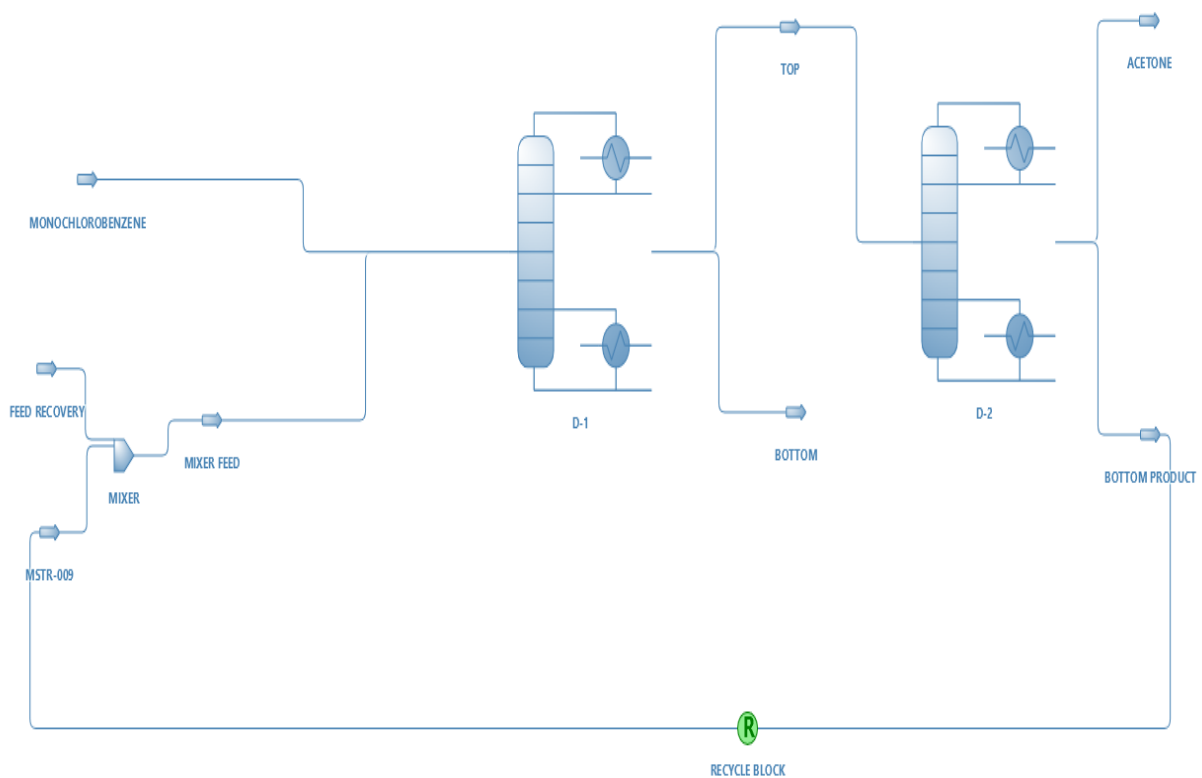 TOP
ACETONE
MONOCHLOROBENZENE
FEED RECOVERY
D-1
D-2
MIXER FEED
BOTTOM
BOTTOM PRODUCT
MIXER
MSTR-009
R
RECYCLE BLOCK